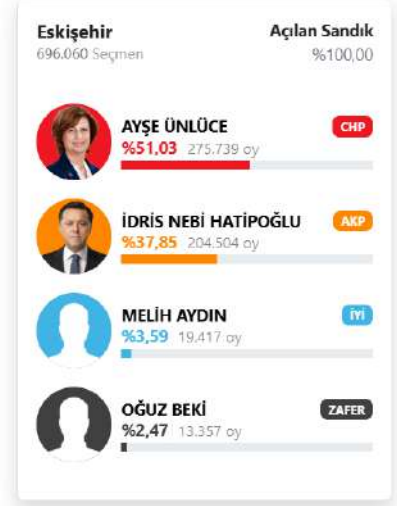 Eskişehir
Açılan Sandık
696.060 Seçmen
%100,00
AYŞE ÜNLÜCE
CHP
%51,03 275.739 oy
İDRİS NEBİ HATİPOĞLU
AKP
%37,85 204.504 oy
MELİH AYDIN
İYİ
%3,59 19.417 oy
OĞUZ BEKİ
ZAFER
%2,47 13.357 oy